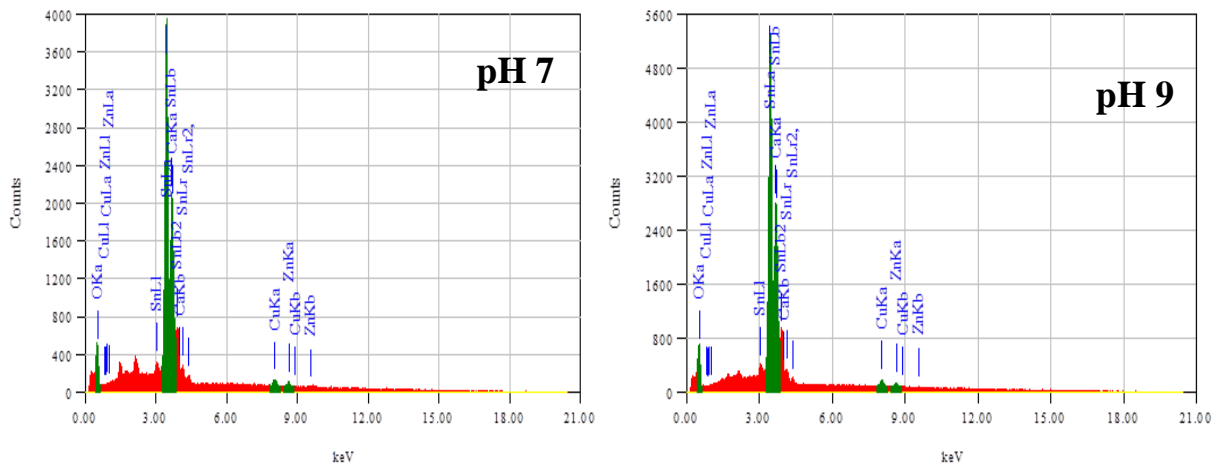 4000
3600
3200
2800
2400
2000
1600
1200
800
400
0
Counts
0.00 3.00 6.00 9.00 12.00 15.00 18.00 21.00
keV
pH 7
OKa
CuLl
CuLa
ZnLl
ZnLa
SnLl
CaKa
SnLb
SnLb2
CaKb
SnLr
SnLr2,
CuKa
ZnKa
CuKb
ZnKb
5600
4800
4000
3200
2400
1600
800
0
Counts
0.00 3.00 6.00 9.00 12.00 15.00 18.00 21.00
keV
pH 9
OKa
CuLl
CuLa
ZnLl
ZnLa
SnLl
SnLa
SnLb
CaKa
SnLb2
CaKb
SnLr
SnLr2,
CuKa
ZnKa
CuKb
ZnKb